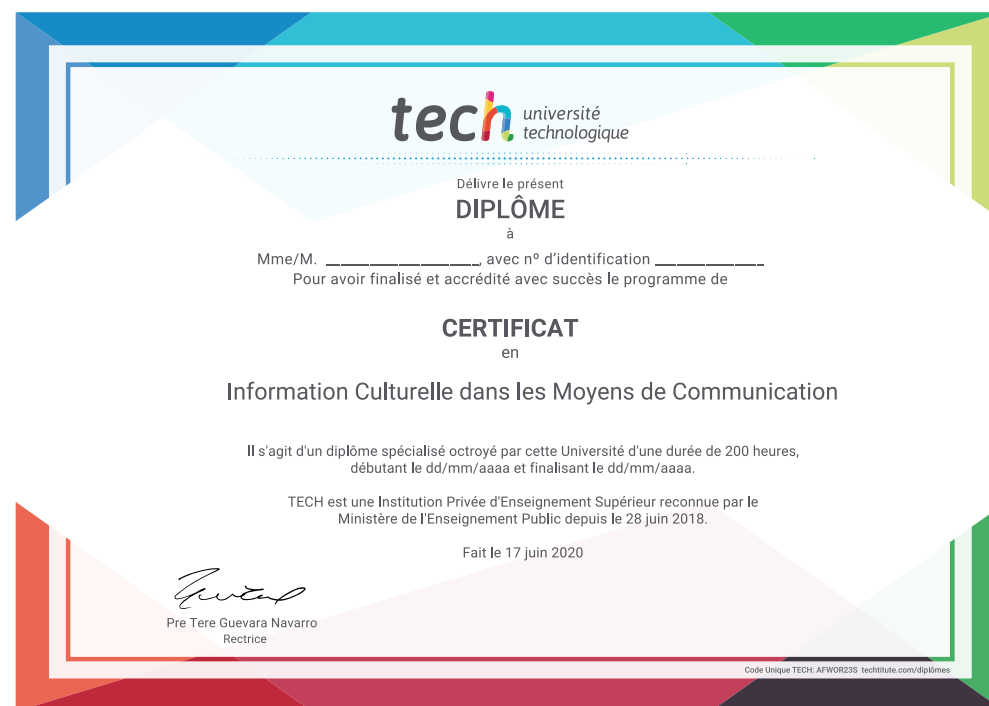 tech université
technologique
Délivre le présent
DIPLÔME
à
Mme/M. ____________________, avec nº d'identification ______________
Pour avoir finalisé et accrédité avec succès le programme de
CERTIFICAT
en
Information Culturelle dans les Moyens de Communication
Il s'agit d'un diplôme spécialisé octroyé par cette Université d'une durée de 200 heures,
débutant le dd/mm/aaaa et finalisant le dd/mm/aaaa.
TECH est une Institution Privée d'Enseignement Supérieur reconnue par le
Ministère de l'Enseignement Public depuis le 28 juin 2018.
Fait le 17 juin 2020
Pre Tere Guevara Navarro
Rectrice
Code Unique TECH: AFWOR23S techtitute.com/diplômes